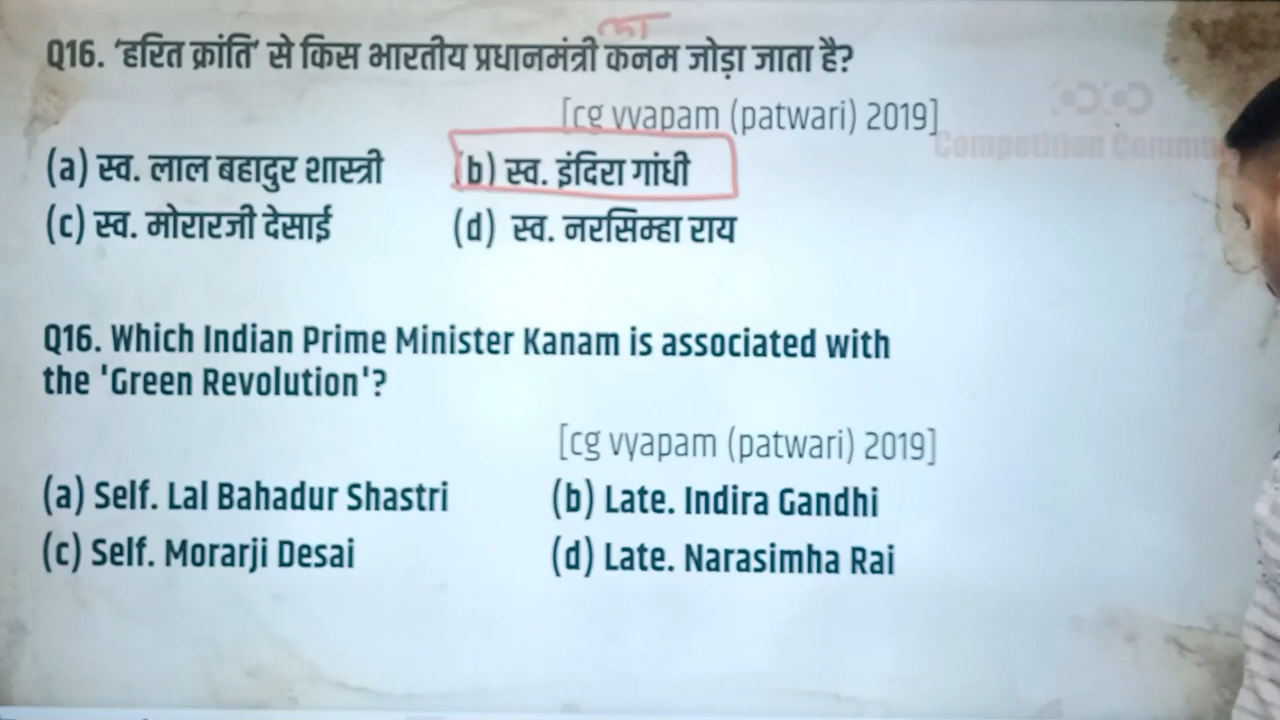 का
Q16. ‘हरित क्रांति’ से किस भारतीय प्रधानमंत्री कनम जोड़ा जाता है?
[cg vyapam (patwari) 2019]
Competition Commu
(a) स्व. लाल बहादुर शास्त्री (b) स्व. इंदिरा गांधी
(c) स्व. मोरारजी देसाई (d) स्व. नरसिम्हा राय
Q16. Which Indian Prime Minister Kanam is associated with
the 'Green Revolution'?
[cg vyapam (patwari) 2019]
(a) Self. Lal Bahadur Shastri (b) Late. Indira Gandhi
(c) Self. Morarji Desai (d) Late. Narasimha Rai